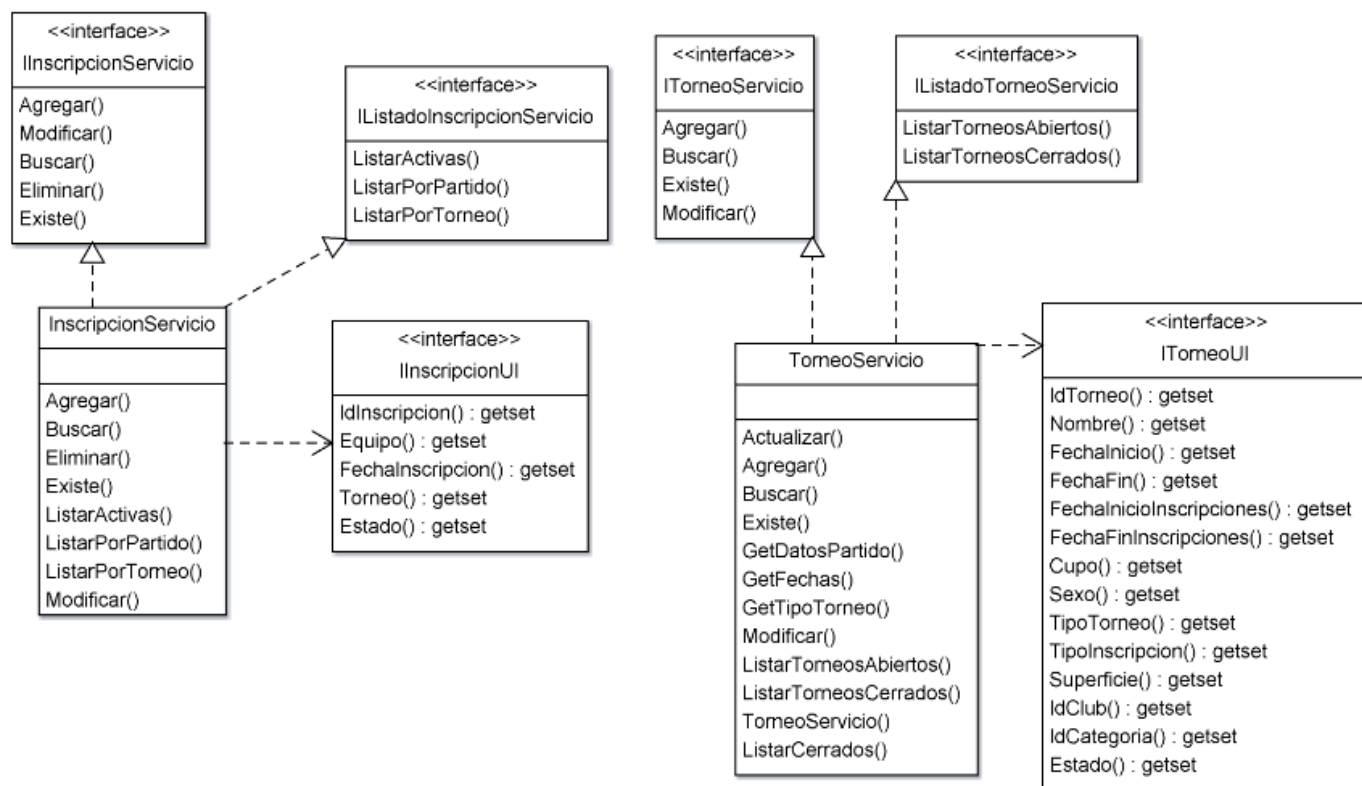 <<interface>>
IInscripcionServicio
Agregar()
Modificar()
Buscar()
Eliminar()
Existe()
<<interface>>
IListadoInscripcionServicio
ListarActivas()
ListarPorPartido()
ListarPorTorneo()
InscripcionServicio
Agregar()
Buscar()
Eliminar()
Existe()
ListarActivas()
ListarPorPartido()
ListarPorTorneo()
Modificar()
<<interface>>
IInscripcionUI
IdInscripcion() : getset
Equipo() : getset
FechaInscripcion() : getset
Torneo() : getset
Estado() : getset
<<interface>>
ITorneoServicio
Agregar()
Buscar()
Existe()
Modificar()
<<interface>>
IListadoTorneoServicio
ListarTorneosAbiertos()
ListarTorneosCerrados()
TorneoServicio
Actualizar()
Agregar()
Buscar()
Existe()
GetDatosPartido()
GetFechas()
GetTipoTorneo()
Modificar()
ListarTorneosAbiertos()
ListarTorneosCerrados()
TorneoServicio()
ListarCerrados()
<<interface>>
ITorneoUI
IdTorneo() : getset
Nombre() : getset
FechaInicio() : getset
FechaFin() : getset
FechaInicioInscripciones() : getset
FechaFinInscripciones() : getset
Cupo() : getset
Sexo() : getset
TipoTorneo() : getset
TipoInscripcion() : getset
Superficie() : getset
IdClub() : getset
IdCategoria() : getset
Estado() : getset